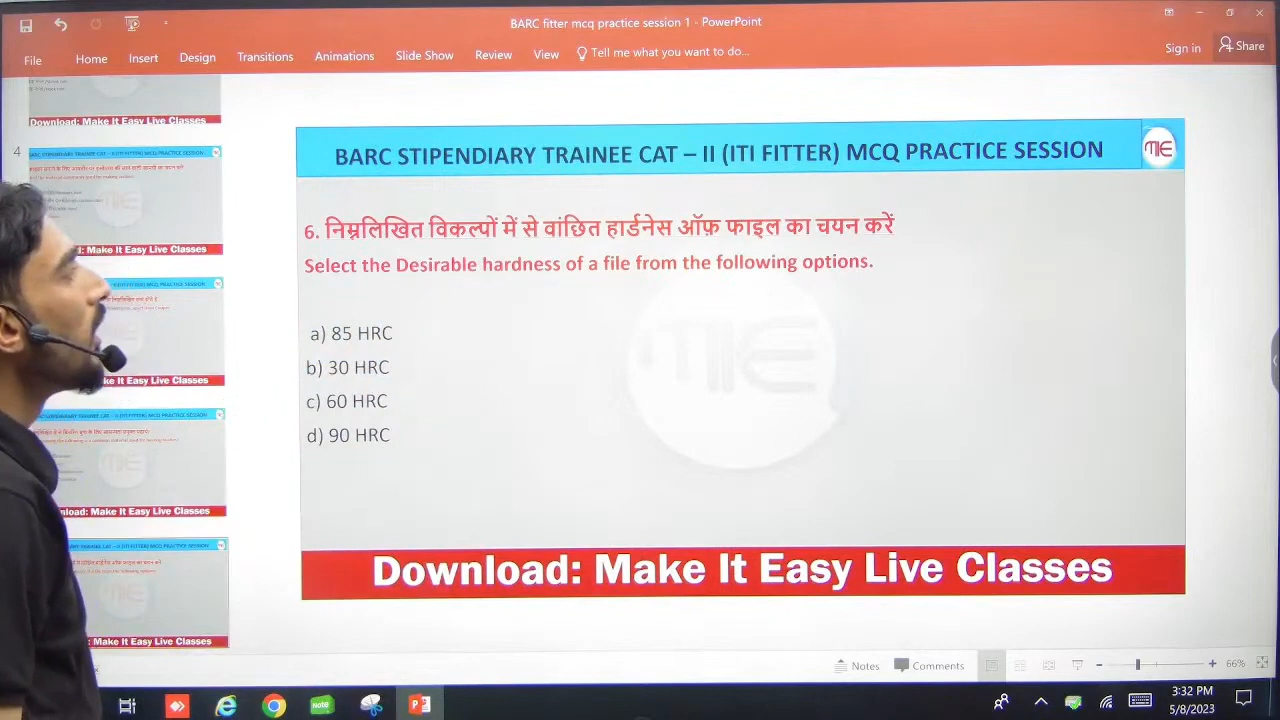 BARC fitter mcq practice session 1 - PowerPoint
File Home Insert Design Transitions Animations Slide Show Review View Tell me what you want to do... Sign in Share
Download: Make It Easy Live Classes
4
BARC STIPENDIARY TRAINEE CAT – II (ITI FITTER) MCQ PRACTICE SESSION
MIE
6. निम्नलिखित विकल्पों में से वांछित हार्डनेस ऑफ़ फाइल का चयन करें
Select the Desirable hardness of a file from the following options.
a) 85 HRC
b) 30 HRC
c) 60 HRC
d) 90 HRC
Download: Make It Easy Live Classes
Notes Comments 66%
3:32 PM
5/8/2023